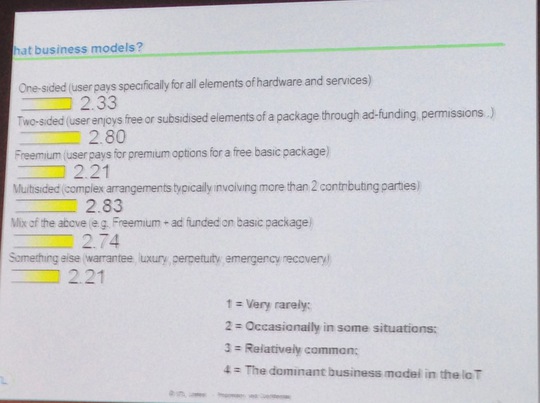 hat business models?
One-sided (user pays specifically for all elements of hardware and services)
2.33
Two-sided (user enjoys free or subsidised elements of a package through ad-funding, permissions...)
2.80
Freemium (user pays for premium options for a free basic package)
2.21
Multisided (complex arrangements typically involving more than 2 contributing parties)
2.83
Mix of the above (e.g. Freemium + ad funded on basic package)
2.74
Something else (warrantee, luxury, perpetuity, emergency recovery)
2.21
1 = Very rarely;
2 = Occasionally in some situations;
3 = Relatively common;
4 = The dominant business model in the IoT